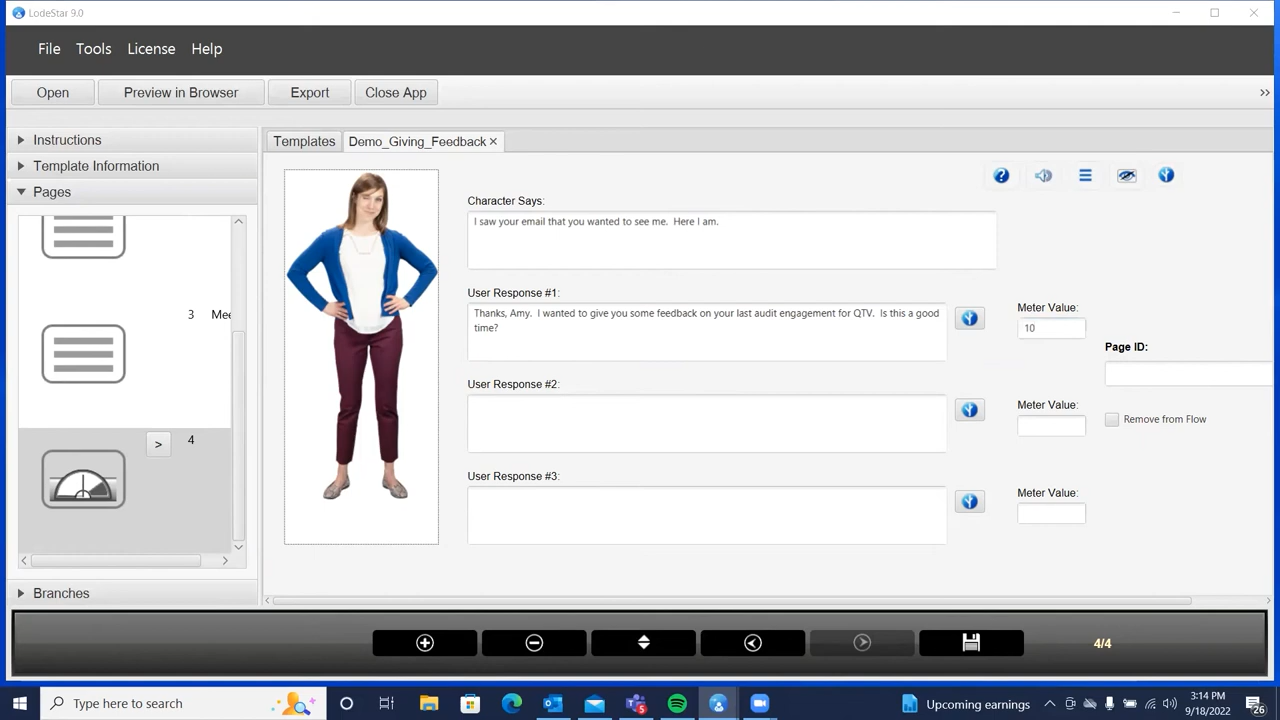 LodeStar 9.0
File Tools License Help
Open Preview in Browser Export Close App >>
Instructions
Template Information
Pages
3 Mee
> 4
Branches
Templates Demo_Giving_Feedback ×
Character Says:
I saw your email that you wanted to see me. Here I am.
User Response #1:
Thanks, Amy. I wanted to give you some feedback on your last audit engagement for QTV. Is this a good
time?
Meter Value:
10
Page ID:
User Response #2:
Meter Value:
Remove from Flow
User Response #3:
Meter Value:
4/4
Type here to search
Upcoming earnings
3:14 PM
9/18/2022
26